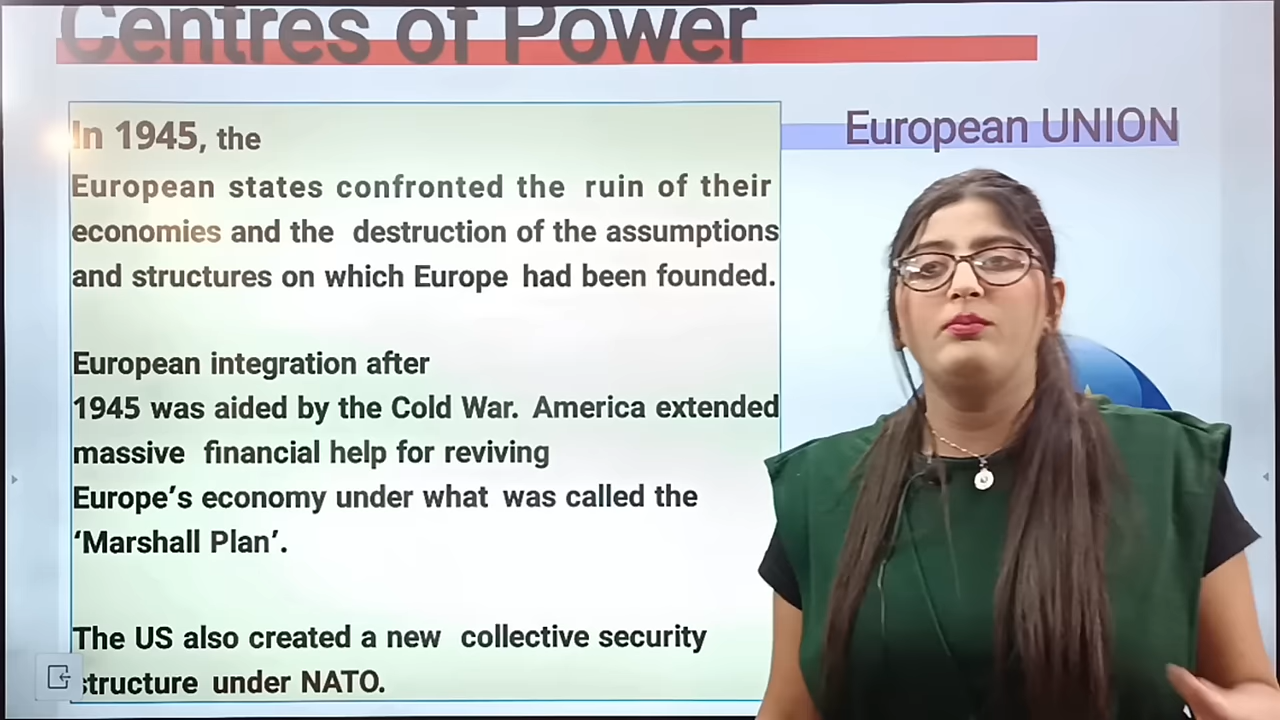 Centres of Power
European UNION
In 1945, the
European states confronted the ruin of their
economies and the destruction of the assumptions
and structures on which Europe had been founded.
European integration after
1945 was aided by the Cold War. America extended
massive financial help for reviving
Europe’s economy under what was called the
‘Marshall Plan’.
The US also created a new collective security
structure under NATO.